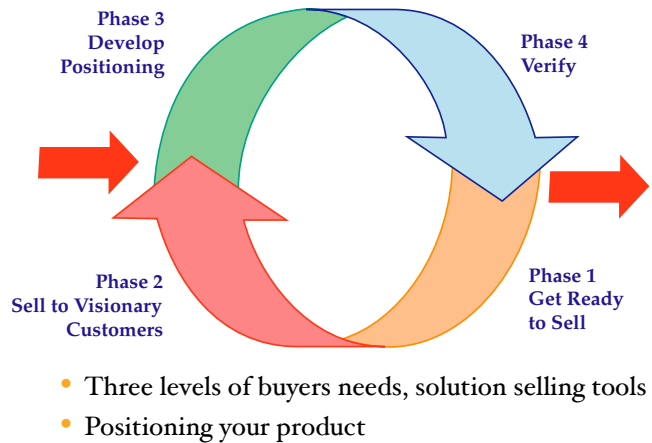 Phase 3
Develop
Positioning
Phase 4
Verify
Phase 2
Sell to Visionary
Customers
Phase 1
Get Ready
to Sell
• Three levels of buyers needs, solution selling tools
• Positioning your product